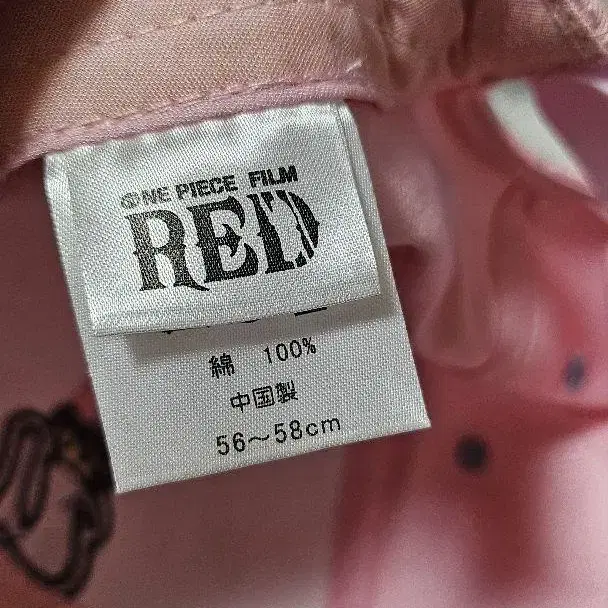 ONE PIECE FILM
RED
綿 100%
中国製
56～58cm